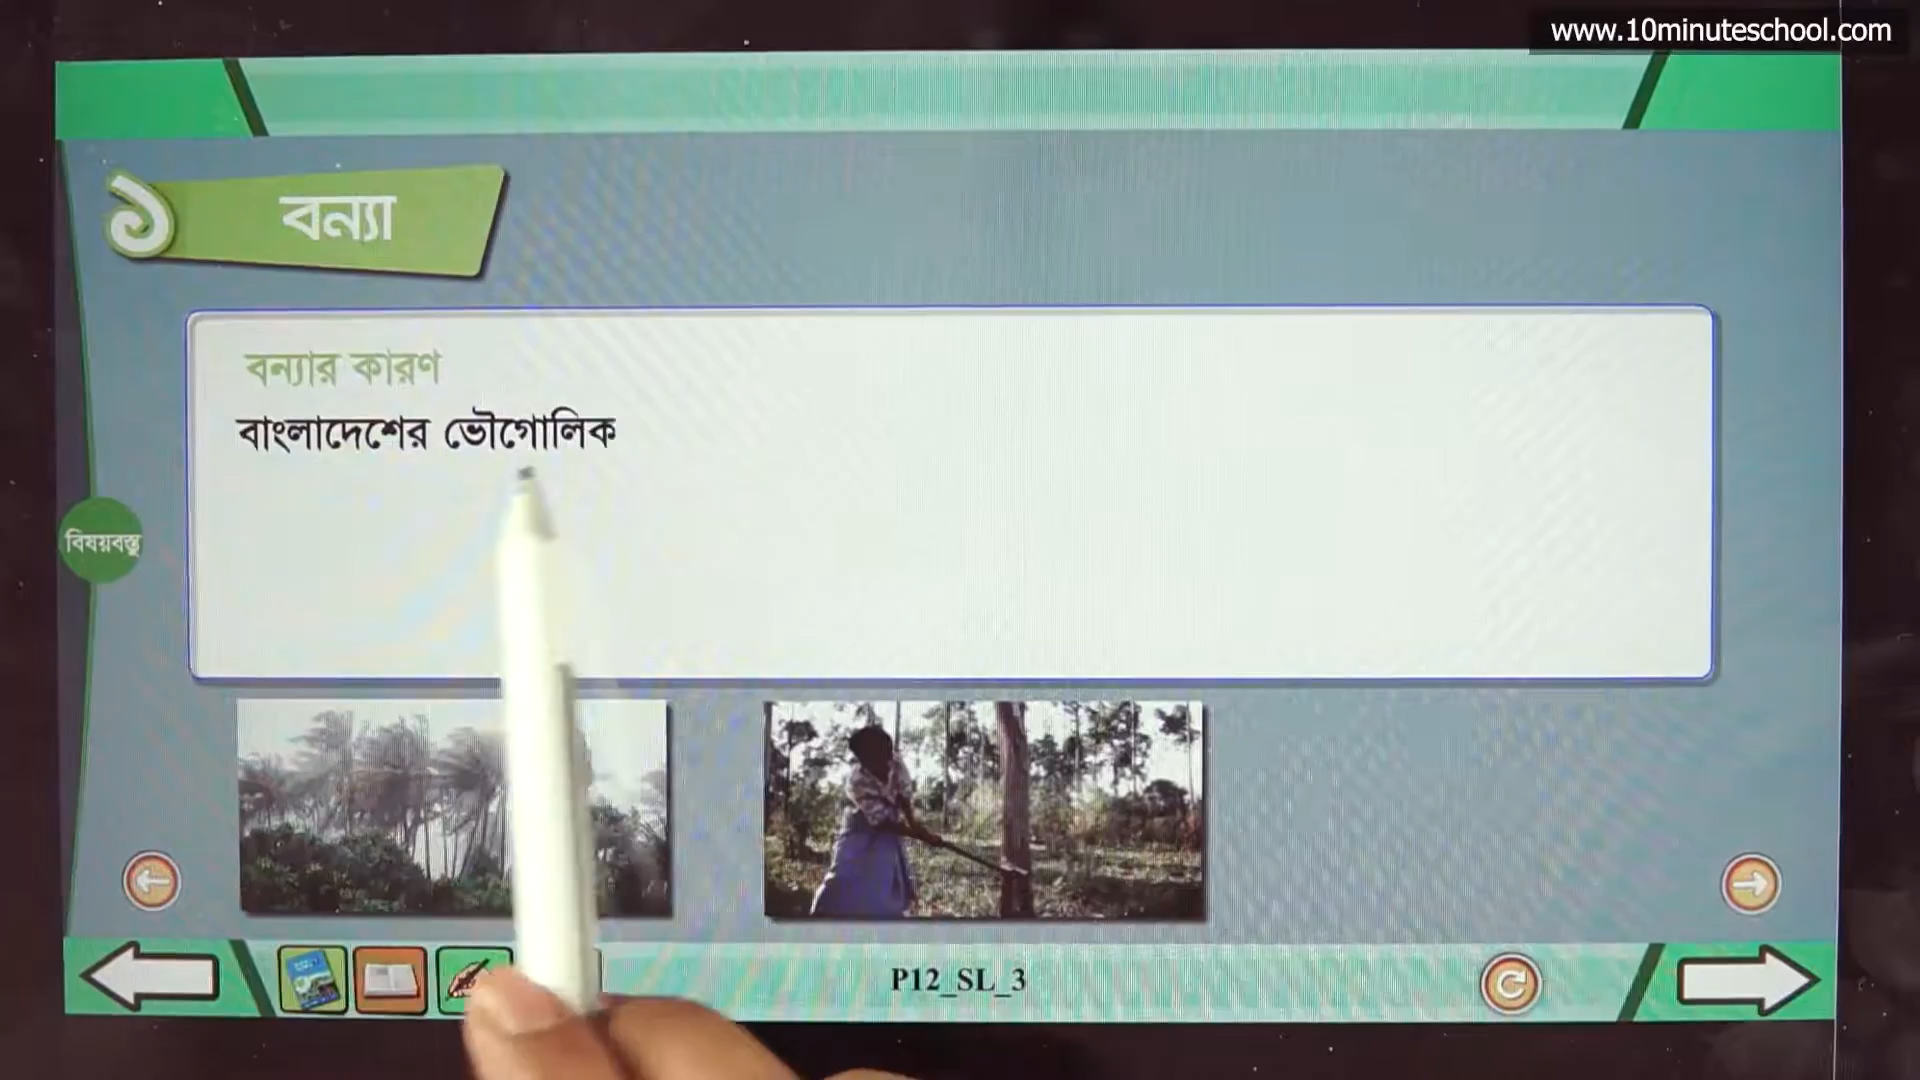 www.10minuteschool.com
১ বন্যা
বন্যার কারণ
বাংলাদেশের ভৌগোলিক
বিষয়বস্তু
P12_SL_3